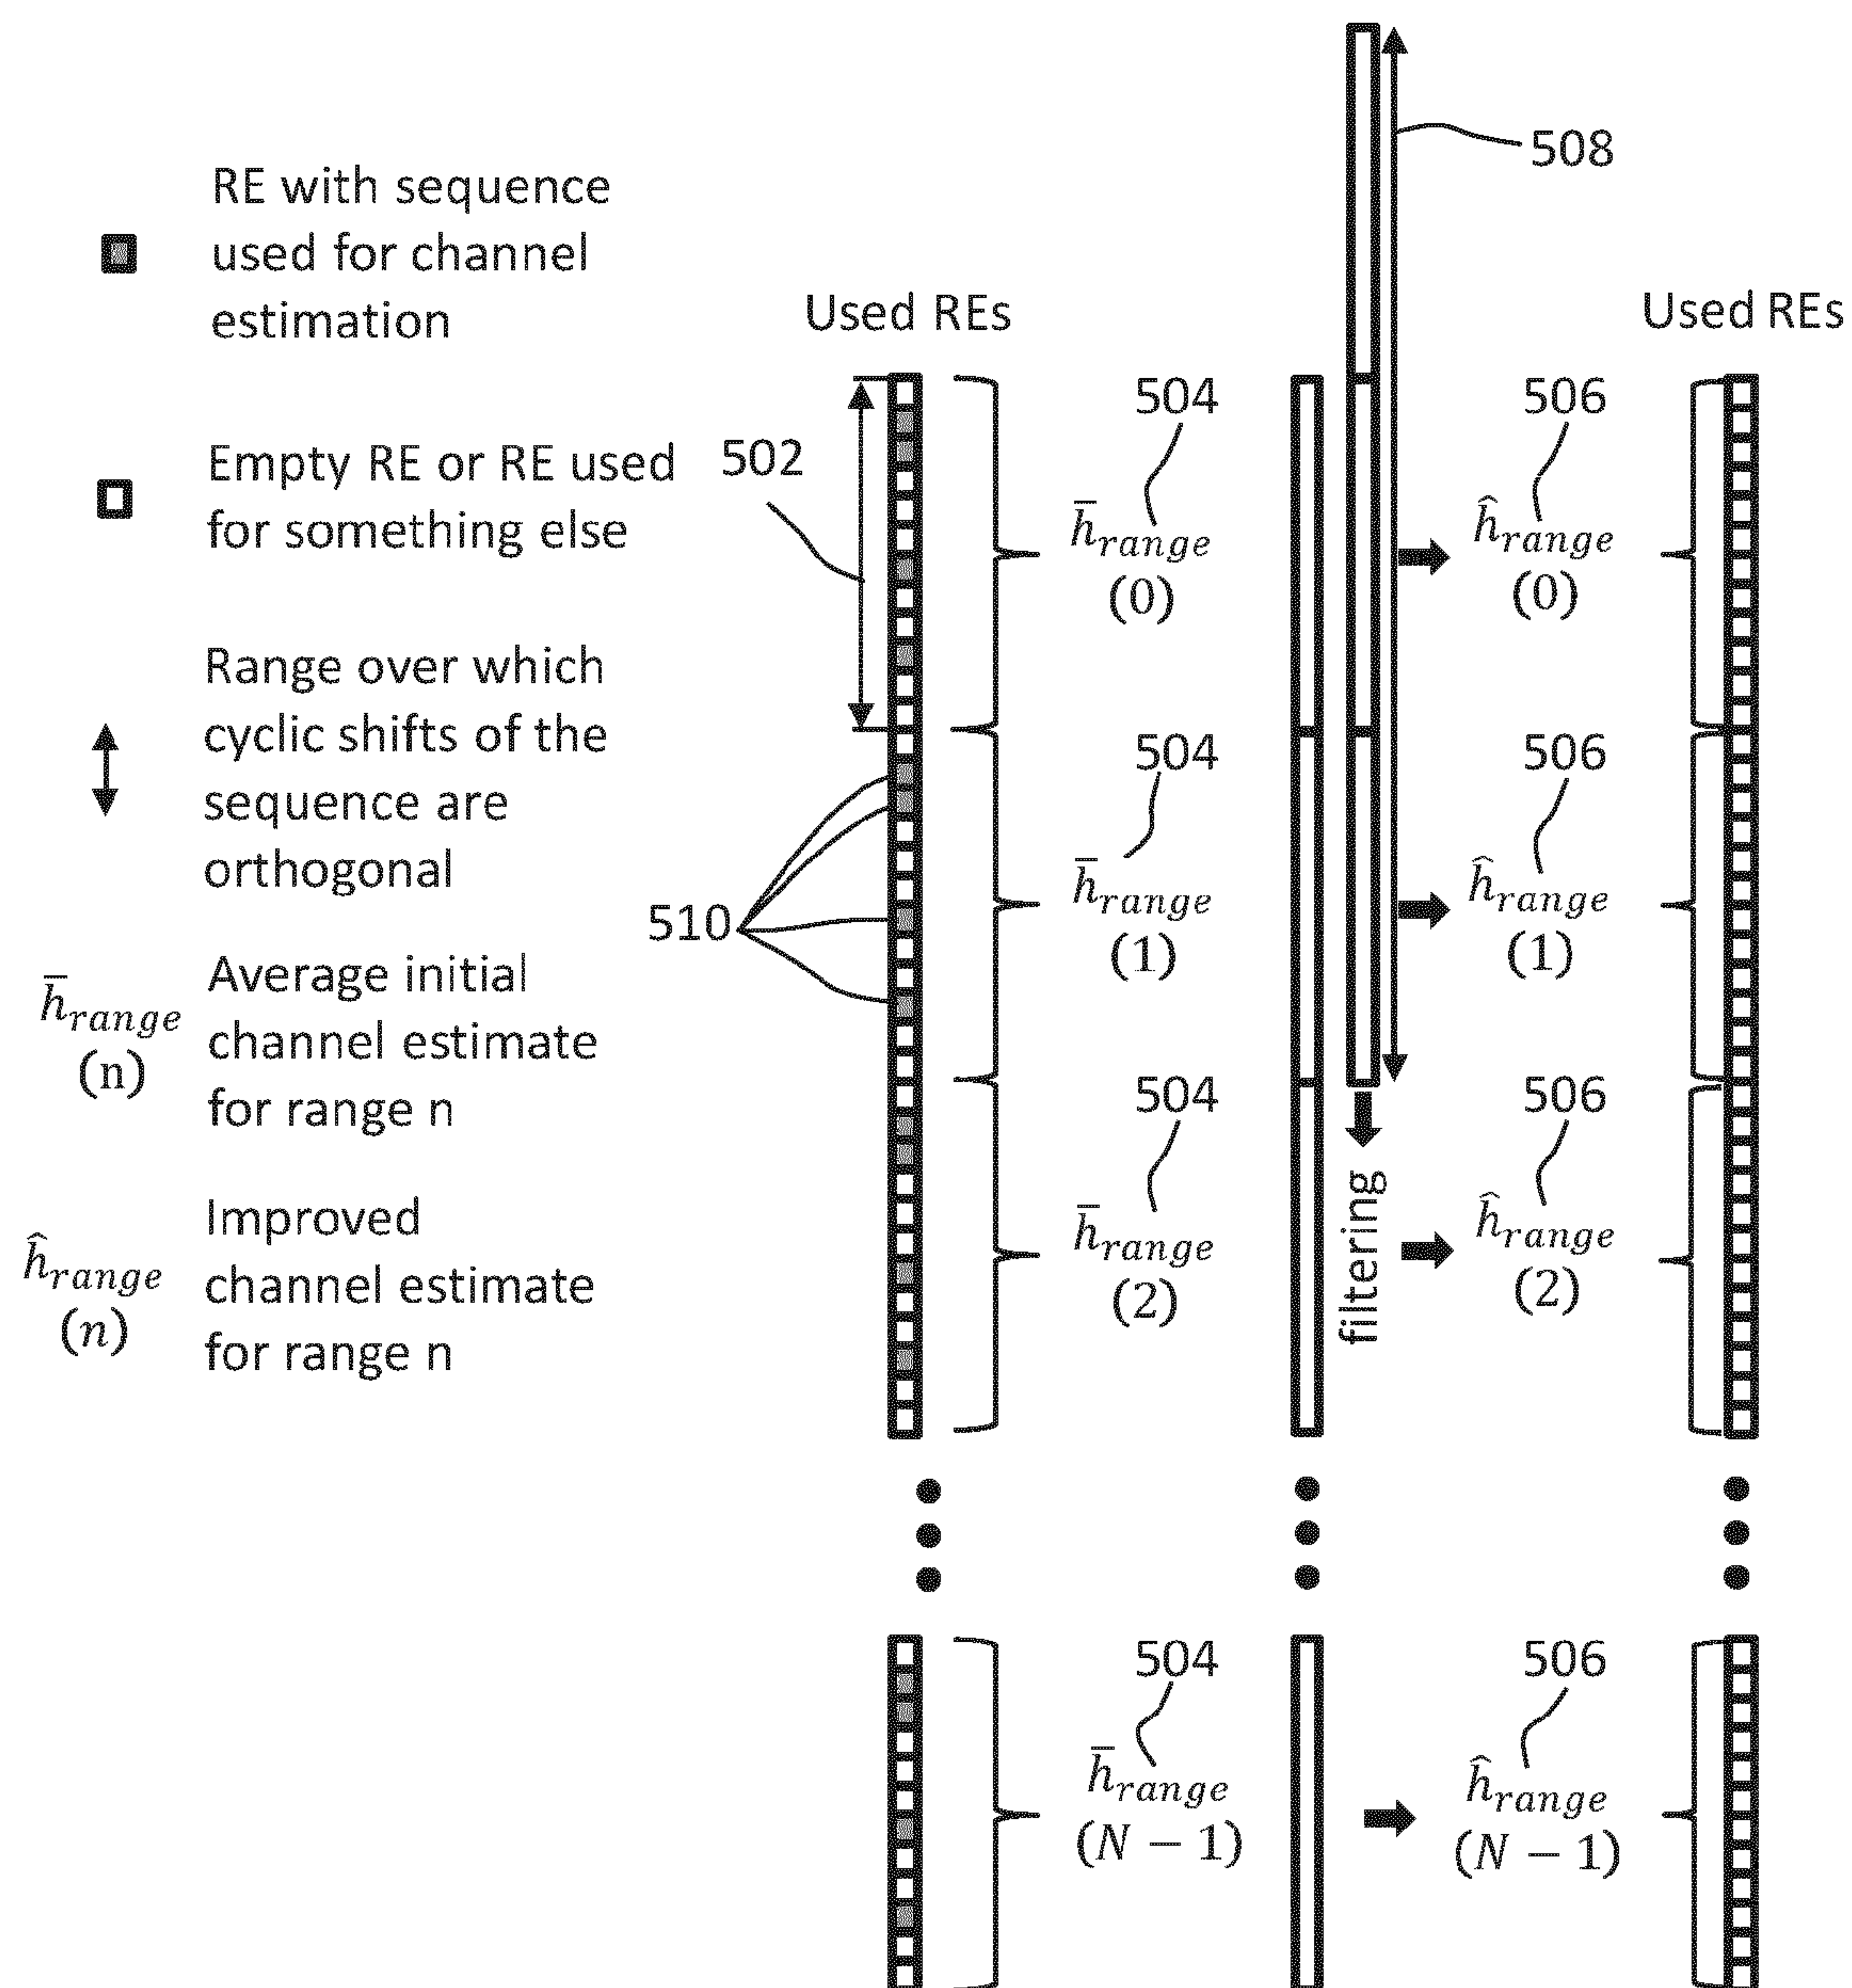 RE with sequence
used for channel
estimation
Empty RE or RE used
for something else
Range over which
cyclic shifts of the
sequence are
orthogonal
h̄range
(n)
Average initial
channel estimate
for range n
ĥrange
(n)
Improved
channel estimate
for range n
Used REs
502
510
504
h̄range
(0)
504
h̄range
(1)
504
h̄range
(2)
504
h̄range
(N − 1)
508
filtering
Used REs
506
ĥrange
(0)
506
ĥrange
(1)
506
ĥrange
(2)
506
ĥrange
(N − 1)